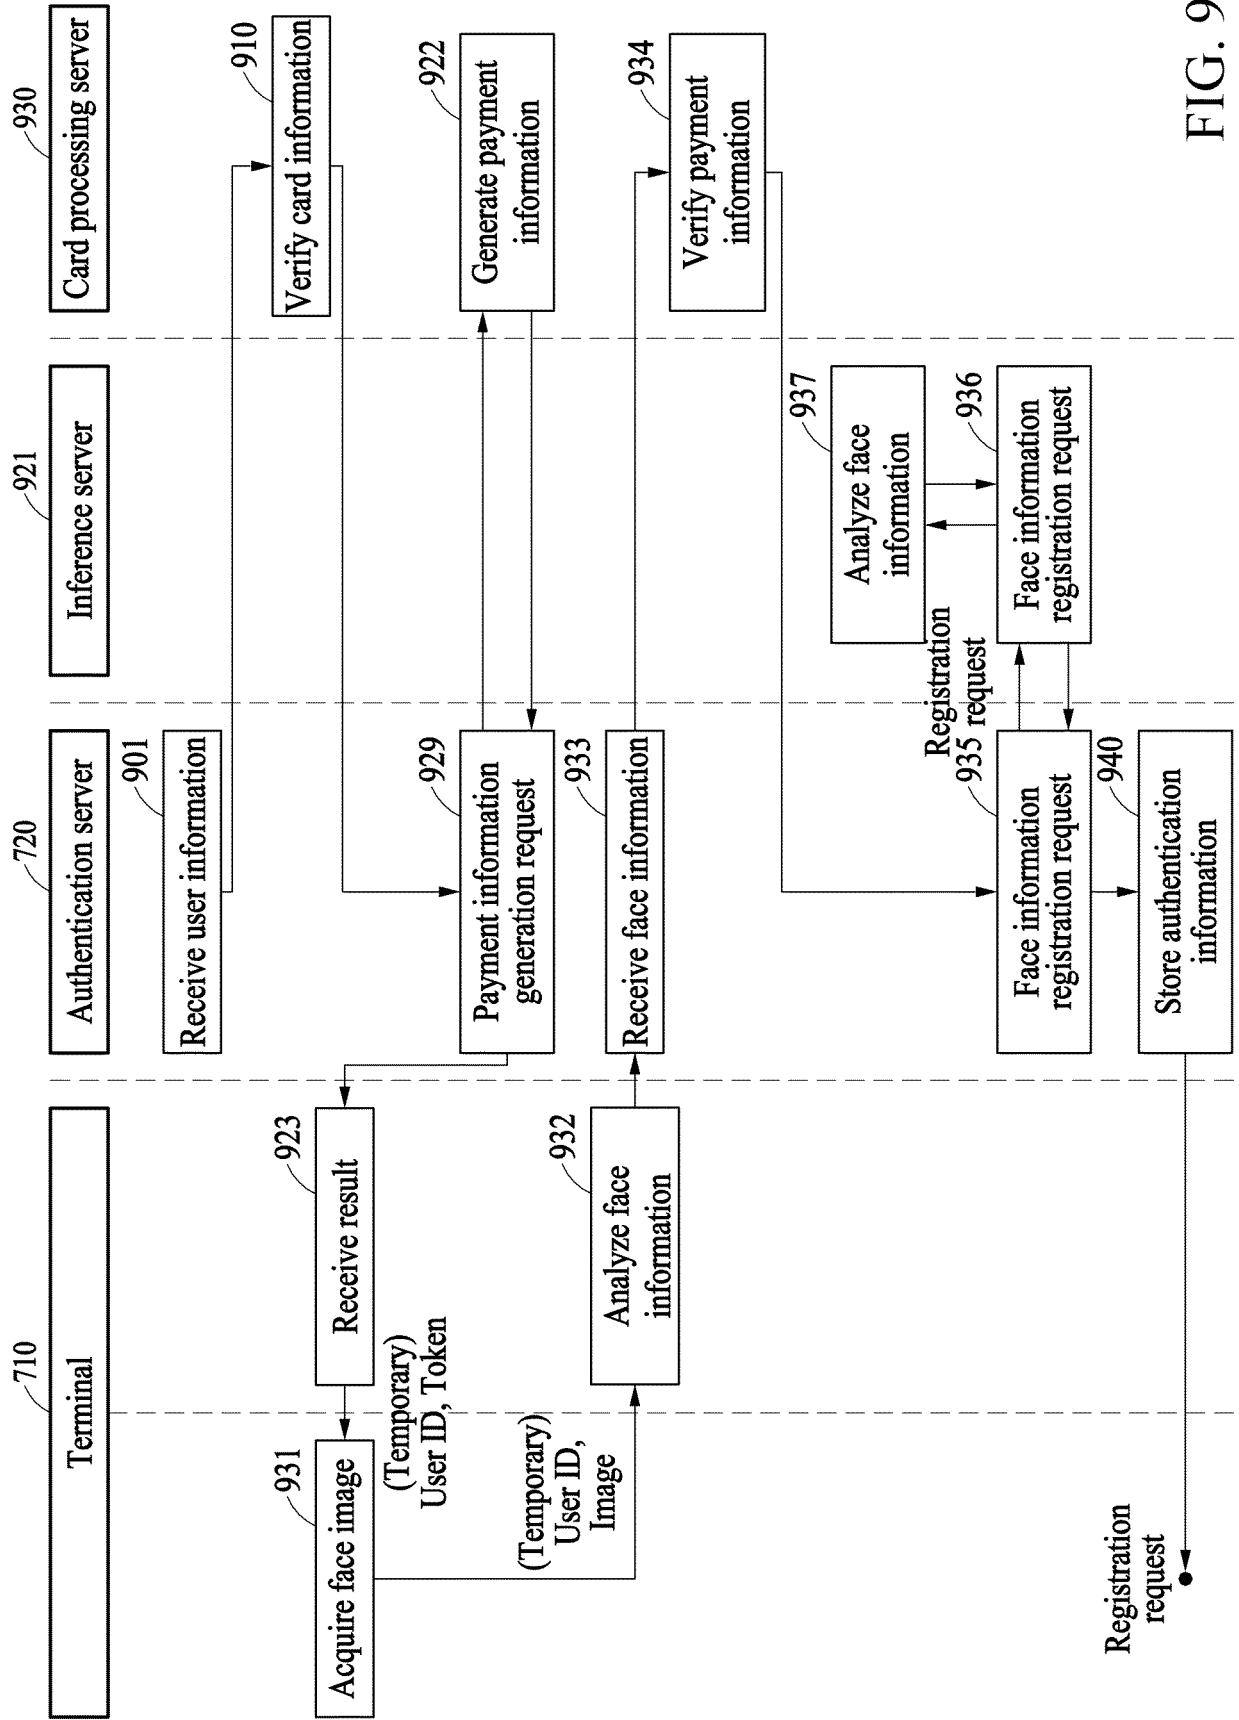 710
Terminal
720
Authentication server
921
Inference server
930
Card processing server
901
Receive user information
910
Verify card information
923
Receive result
931
Acquire face image
(Temporary)
User ID, Token
929
Payment information
generation request
922
Generate payment
information
(Temporary)
User ID,
Image
932
Analyze face
information
933
Receive face information
934
Verify payment
information
937
Analyze face
information
Registration
request
935
Face information
registration request
936
Face information
registration request
940
Store authentication
information
Registration
request
FIG. 9